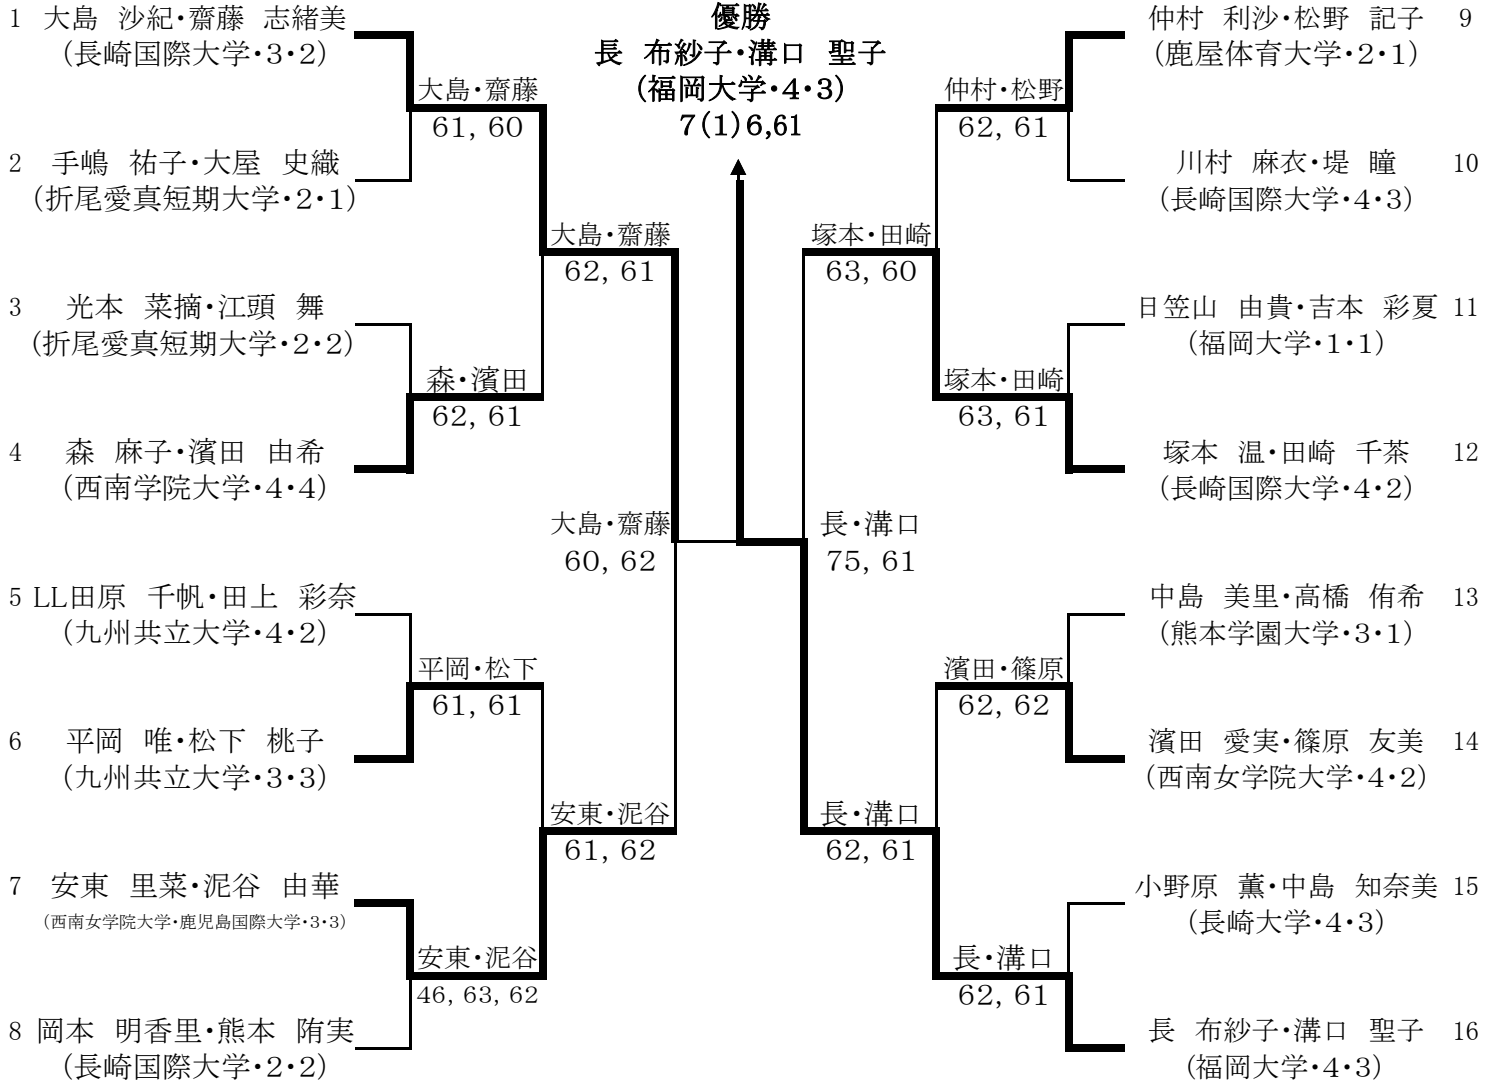 優勝
長　布紗子・溝口　聖子
(福岡大学・4・3)
7(1)6,61
1 大島　沙紀・齋藤　志緒美
(長崎国際大学・3・2)
大島・齋藤
61, 60
2 手嶋　祐子・大屋　史織
(折尾愛真短期大学・2・1)
大島・齋藤
62, 61
3 光本　菜摘・江頭　舞
(折尾愛真短期大学・2・2)
森・濱田
62, 61
4 森　麻子・濱田　由希
(西南学院大学・4・4)
大島・齋藤
60, 62
5 LL田原　千帆・田上　彩奈
(九州共立大学・4・2)
平岡・松下
61, 61
6 平岡　唯・松下　桃子
(九州共立大学・3・3)
安東・泥谷
61, 62
7 安東　里菜・泥谷　由華
(西南女学院大学・鹿児島国際大学・3・3)
安東・泥谷
46, 63, 62
8 岡本　明香里・熊本　陏実
(長崎国際大学・2・2)
仲村　利沙・松野　記子 9
(鹿屋体育大学・2・1)
仲村・松野
62, 61
川村　麻衣・堤　瞳 10
(長崎国際大学・4・3)
塚本・田崎
63, 60
日笠山　由貴・吉本　彩夏 11
(福岡大学・1・1)
塚本・田崎
63, 61
塚本　温・田崎　千茶 12
(長崎国際大学・4・2)
長・溝口
75, 61
中島　美里・高橋　侑希 13
(熊本学園大学・3・1)
濱田・篠原
62, 62
濱田　愛実・篠原　友美 14
(西南女学院大学・4・2)
長・溝口
62, 61
小野原　薫・中島　知奈美 15
(長崎大学・4・3)
長・溝口
62, 61
長　布紗子・溝口　聖子 16
(福岡大学・4・3)